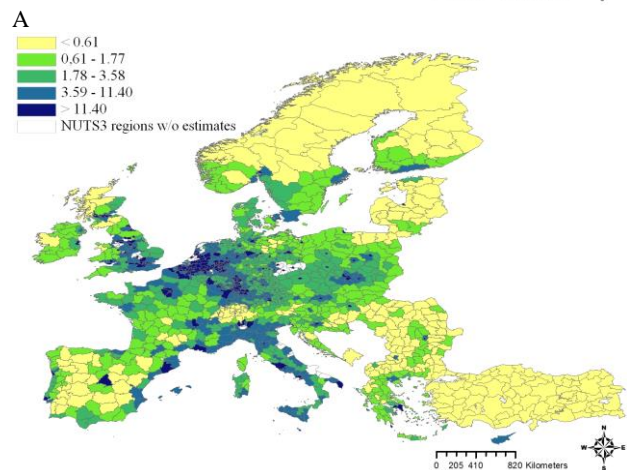 A
< 0.61
0,61 - 1.77
1.78 - 3.58
3.59 - 11.40
> 11.40
NUTS3 regions w/o estimates
N
W E
S
0 205 410 820 Kilometers